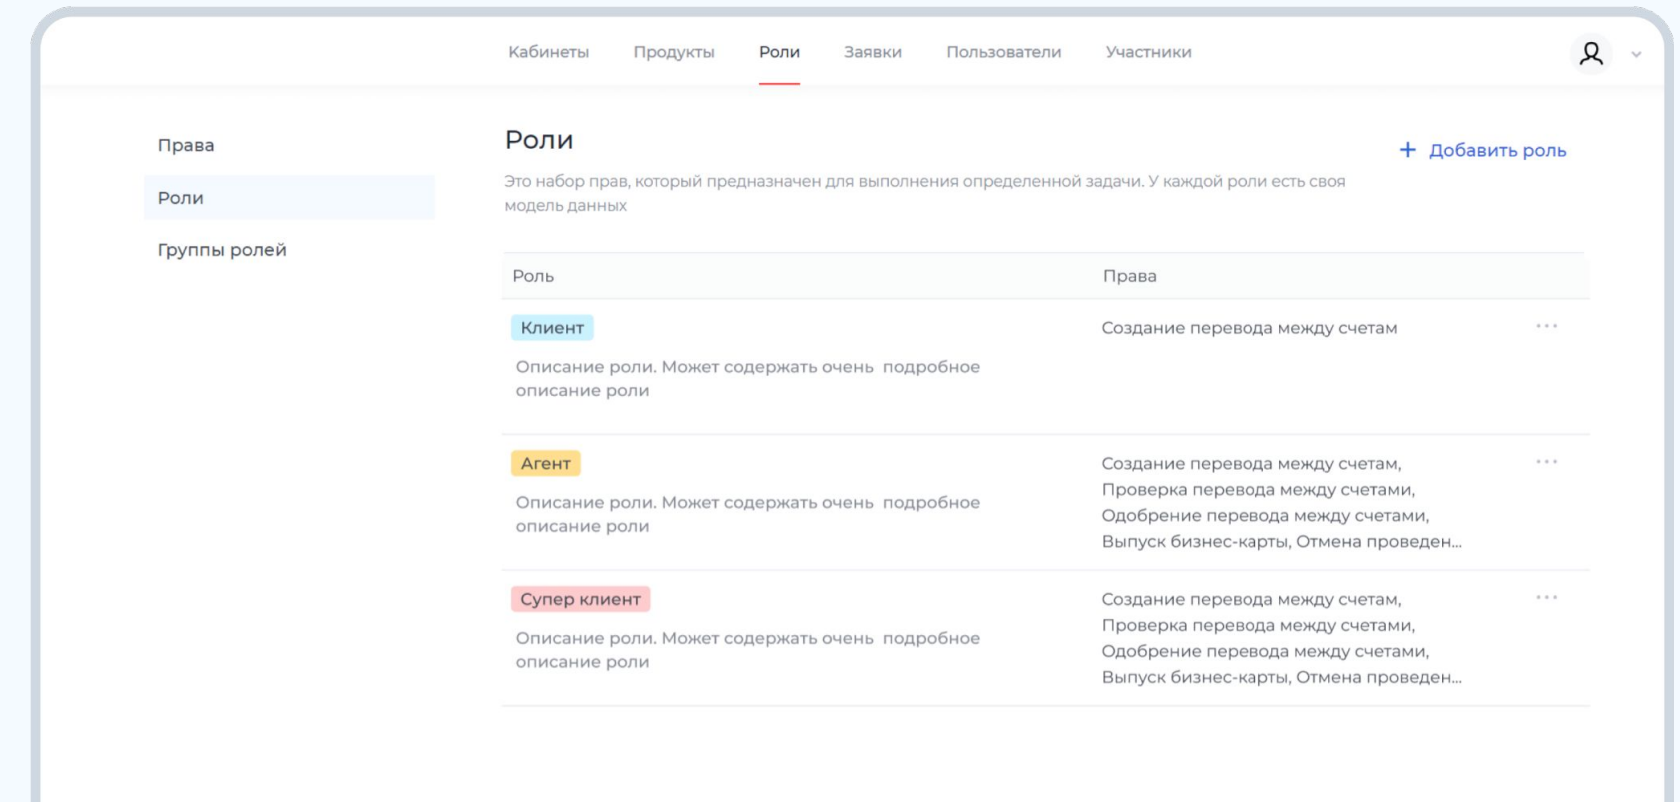 Кабинеты Продукты Роли Заявки Пользователи Участники
Права
Роли
Группы ролей
Роли
+ Добавить роль
Это набор прав, который предназначен для выполнения определенной задачи. У каждой роли есть своя
модель данных
Роль Права
Клиент
Описание роли. Может содержать очень подробное
описание роли
Создание перевода между счетам
Агент
Описание роли. Может содержать очень подробное
описание роли
Создание перевода между счетам,
Проверка перевода между счетами,
Одобрение перевода между счетами,
Выпуск бизнес-карты, Отмена проведен...
Супер клиент
Описание роли. Может содержать очень подробное
описание роли
Создание перевода между счетам,
Проверка перевода между счетами,
Одобрение перевода между счетами,
Выпуск бизнес-карты, Отмена проведен...